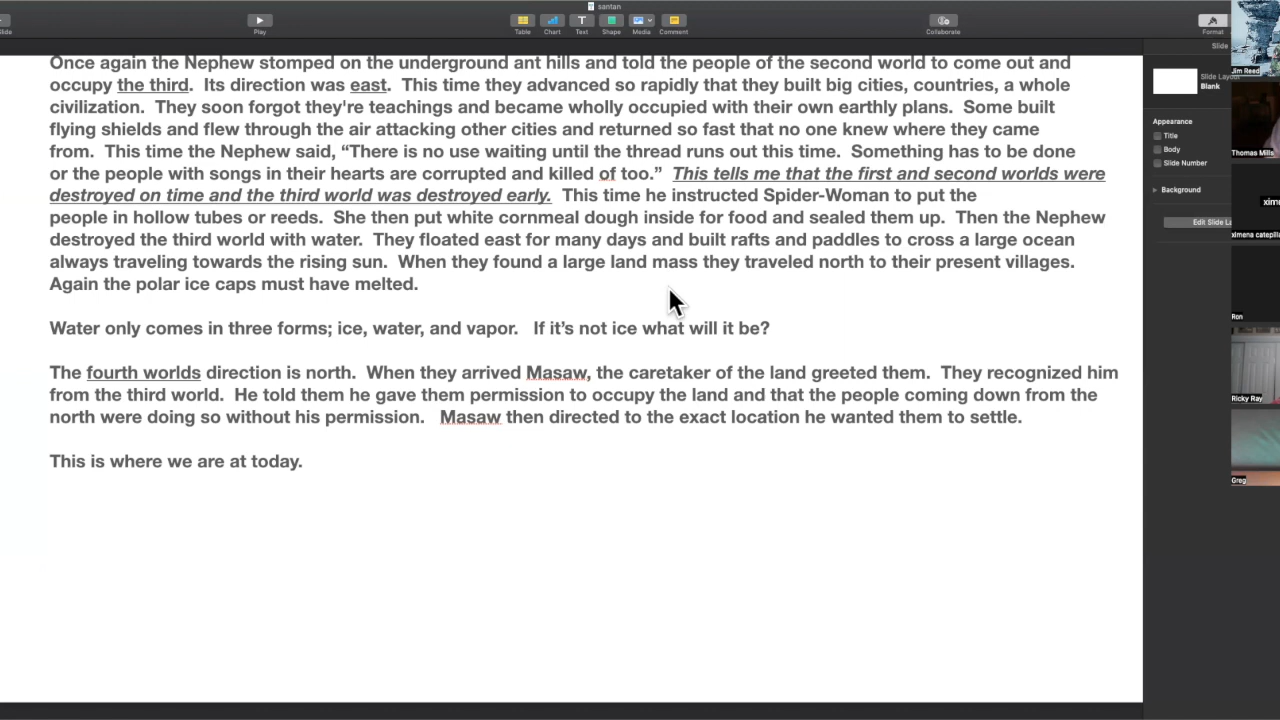 santan
Slide
Play
Table
Chart
Text
Shape
Media
Comment
Collaborate
Format
Once again the Nephew stomped on the underground ant hills and told the people of the second world to come out and
occupy the third. Its direction was east. This time they advanced so rapidly that they built big cities, countries, a whole
civilization. They soon forgot they're teachings and became wholly occupied with their own earthly plans. Some built
flying shields and flew through the air attacking other cities and returned so fast that no one knew where they came
from. This time the Nephew said, “There is no use waiting until the thread runs out this time. Something has to be done
or the people with songs in their hearts are corrupted and killed of too.” This tells me that the first and second worlds were
destroyed on time and the third world was destroyed early. This time he instructed Spider-Woman to put the
people in hollow tubes or reeds. She then put white cornmeal dough inside for food and sealed them up. Then the Nephew
destroyed the third world with water. They floated east for many days and built rafts and paddles to cross a large ocean
always traveling towards the rising sun. When they found a large land mass they traveled north to their present villages.
Again the polar ice caps must have melted.
Water only comes in three forms; ice, water, and vapor. If it’s not ice what will it be?
The fourth worlds direction is north. When they arrived Masaw, the caretaker of the land greeted them. They recognized him
from the third world. He told them he gave them permission to occupy the land and that the people coming down from the
north were doing so without his permission. Masaw then directed to the exact location he wanted them to settle.
This is where we are at today.
Slide
Slide Layout
Blank
Appearance
Title
Body
Slide Number
Background
Edit Slide La
Jim Reed
Thomas Mills
xim
ximena catepilla
Ron
Ricky Ray
Greg